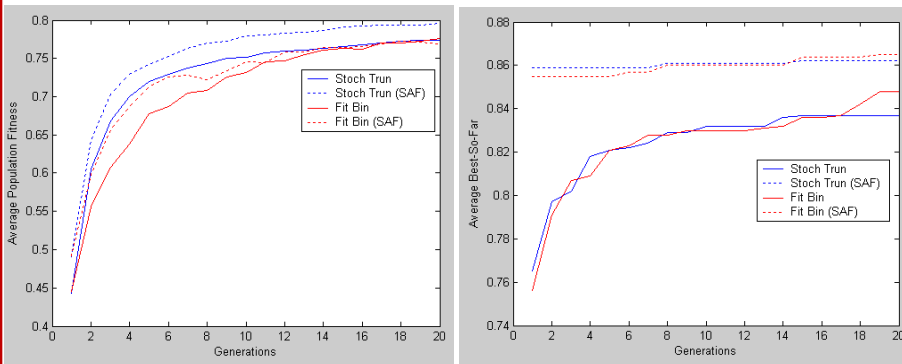 0.8
0.75
0.7
0.65
0.6
0.55
0.5
0.45
0.4
Average Population Fitness
Stoch Trun
Stoch Trun (SAF)
Fit Bin
Fit Bin (SAF)
2 4 6 8 10 12 14 16 18 20
Generations
0.88
0.86
0.84
0.82
0.8
0.78
0.76
0.74
Average Best-So-Far
Stoch Trun
Stoch Trun (SAF)
Fit Bin
Fit Bin (SAF)
0 2 4 6 8 10 12 14 16 18 20
Generations